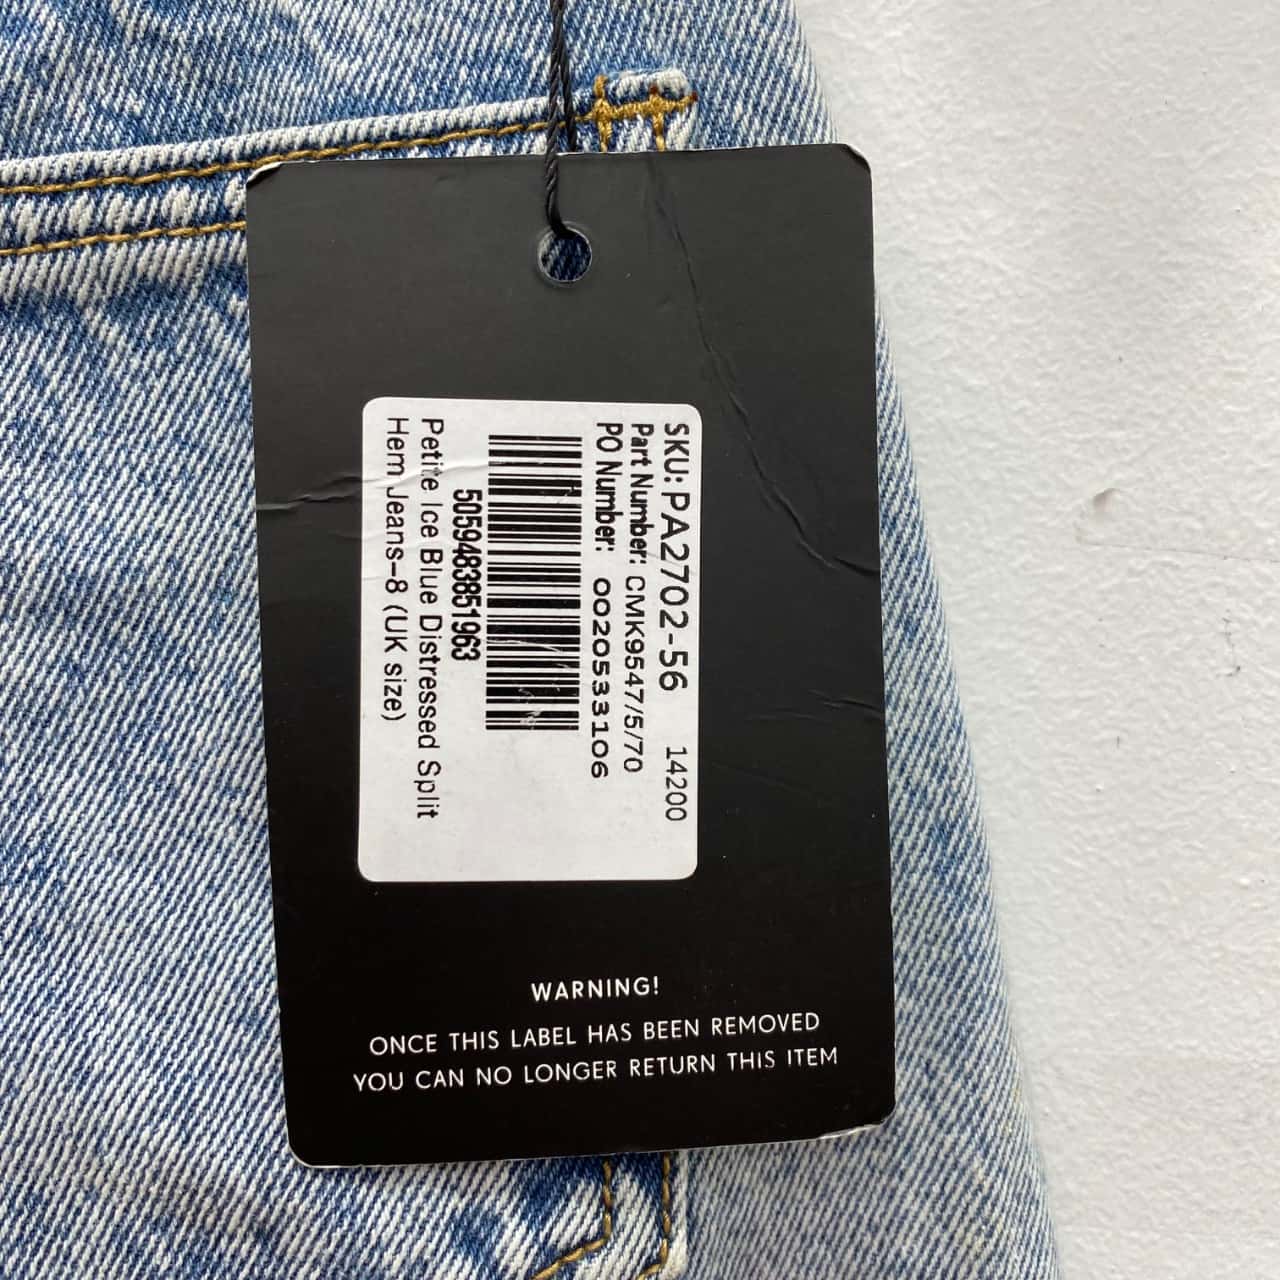 SKU: PA2702-56 14200
Part Number: CMK9547/5/70
PO Number: 0020533106
5059483851963
Petite Ice Blue Distressed Split
Hem Jeans-8 (UK size)
WARNING!
ONCE THIS LABEL HAS BEEN REMOVED
YOU CAN NO LONGER RETURN THIS ITEM